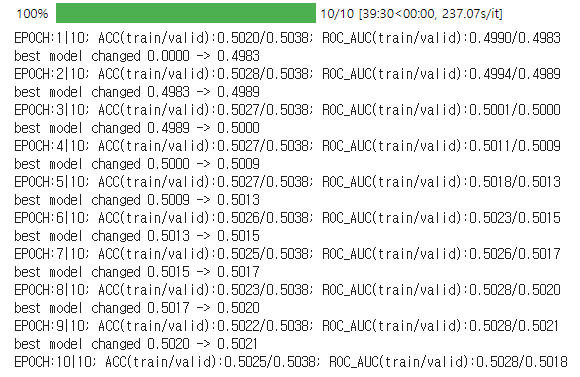 100% 10/10 [39:30<00:00, 237.07s/it]
EPOCH:1|10; ACC(train/valid):0.5020/0.5038; ROC_AUC(train/valid):0.4990/0.4983
best model changed 0.0000 -> 0.4983
EPOCH:2|10; ACC(train/valid):0.5028/0.5038; ROC_AUC(train/valid):0.4994/0.4989
best model changed 0.4983 -> 0.4989
EPOCH:3|10; ACC(train/valid):0.5027/0.5038; ROC_AUC(train/valid):0.5001/0.5000
best model changed 0.4989 -> 0.5000
EPOCH:4|10; ACC(train/valid):0.5027/0.5038; ROC_AUC(train/valid):0.5011/0.5009
best model changed 0.5000 -> 0.5009
EPOCH:5|10; ACC(train/valid):0.5027/0.5038; ROC_AUC(train/valid):0.5018/0.5013
best model changed 0.5009 -> 0.5013
EPOCH:6|10; ACC(train/valid):0.5026/0.5038; ROC_AUC(train/valid):0.5023/0.5015
best model changed 0.5013 -> 0.5015
EPOCH:7|10; ACC(train/valid):0.5025/0.5038; ROC_AUC(train/valid):0.5026/0.5017
best model changed 0.5015 -> 0.5017
EPOCH:8|10; ACC(train/valid):0.5023/0.5038; ROC_AUC(train/valid):0.5028/0.5020
best model changed 0.5017 -> 0.5020
EPOCH:9|10; ACC(train/valid):0.5022/0.5038; ROC_AUC(train/valid):0.5028/0.5021
best model changed 0.5020 -> 0.5021
EPOCH:10|10; ACC(train/valid):0.5025/0.5038; ROC_AUC(train/valid):0.5028/0.5018